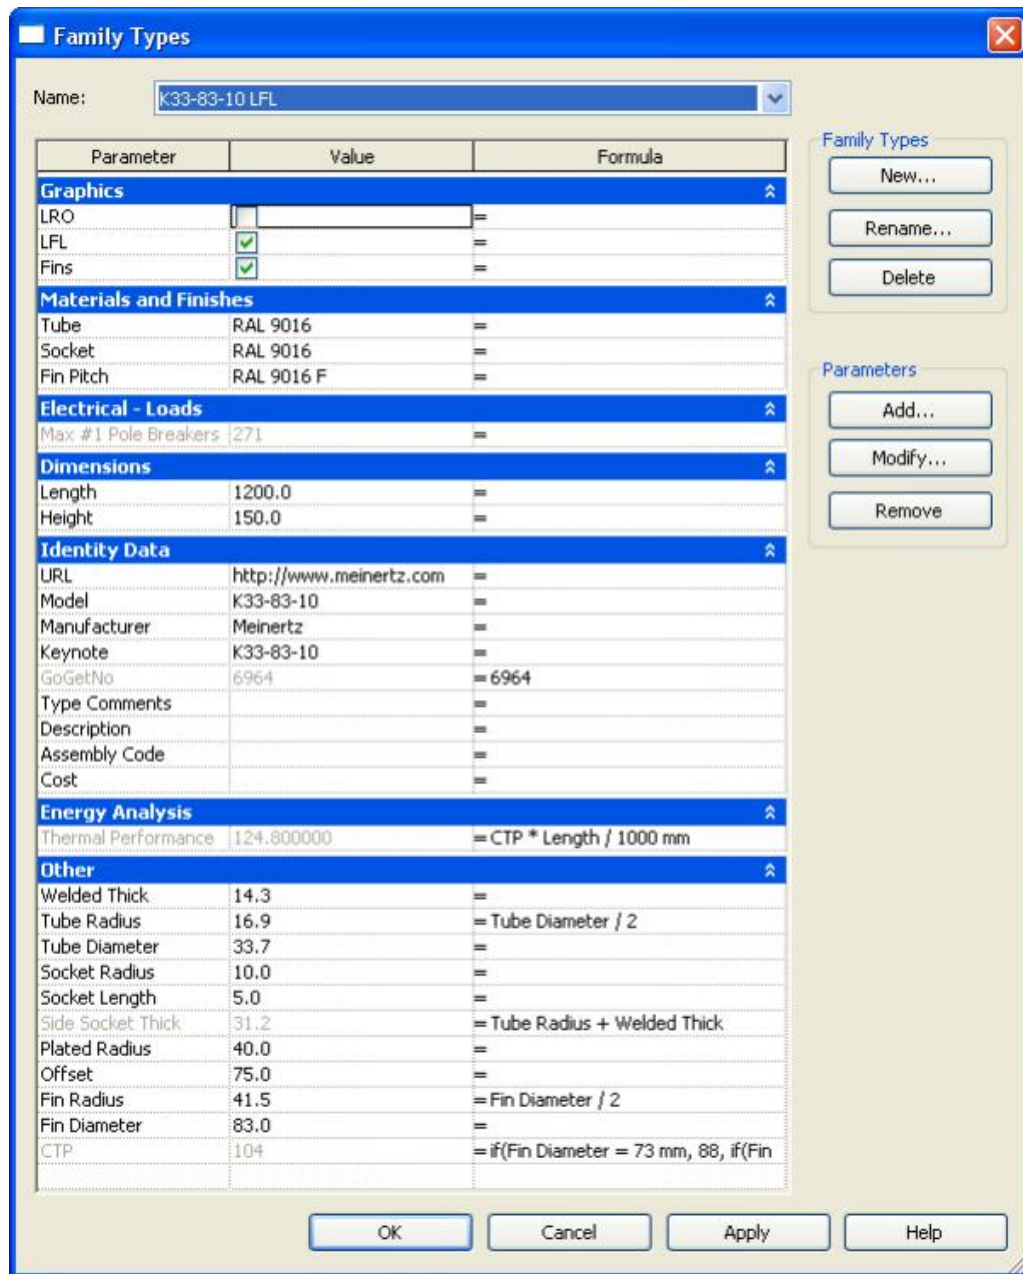 Family Types
Name: K33-83-10 LFL
Parameter Value Formula
Graphics
LRO =
LFL =
Fins =
Materials and Finishes
Tube RAL 9016 =
Socket RAL 9016 =
Fin Pitch RAL 9016 F =
Electrical - Loads
Max #1 Pole Breakers 271 =
Dimensions
Length 1200.0 =
Height 150.0 =
Identity Data
URL http://www.meinertz.com =
Model K33-83-10 =
Manufacturer Meinertz =
Keynote K33-83-10 =
GoGetNo 6964 = 6964
Type Comments =
Description =
Assembly Code =
Cost =
Energy Analysis
Thermal Performance 124.800000 = CTP * Length / 1000 mm
Other
Welded Thick 14.3 =
Tube Radius 16.9 = Tube Diameter / 2
Tube Diameter 33.7 =
Socket Radius 10.0 =
Socket Length 5.0 =
Side Socket Thick 31.2 = Tube Radius + Welded Thick
Plated Radius 40.0 =
Offset 75.0 =
Fin Radius 41.5 = Fin Diameter / 2
Fin Diameter 83.0 =
CTP 104 = if(Fin Diameter = 73 mm, 88, if(Fin
Family Types
New...
Rename...
Delete
Parameters
Add...
Modify...
Remove
OK Cancel Apply Help